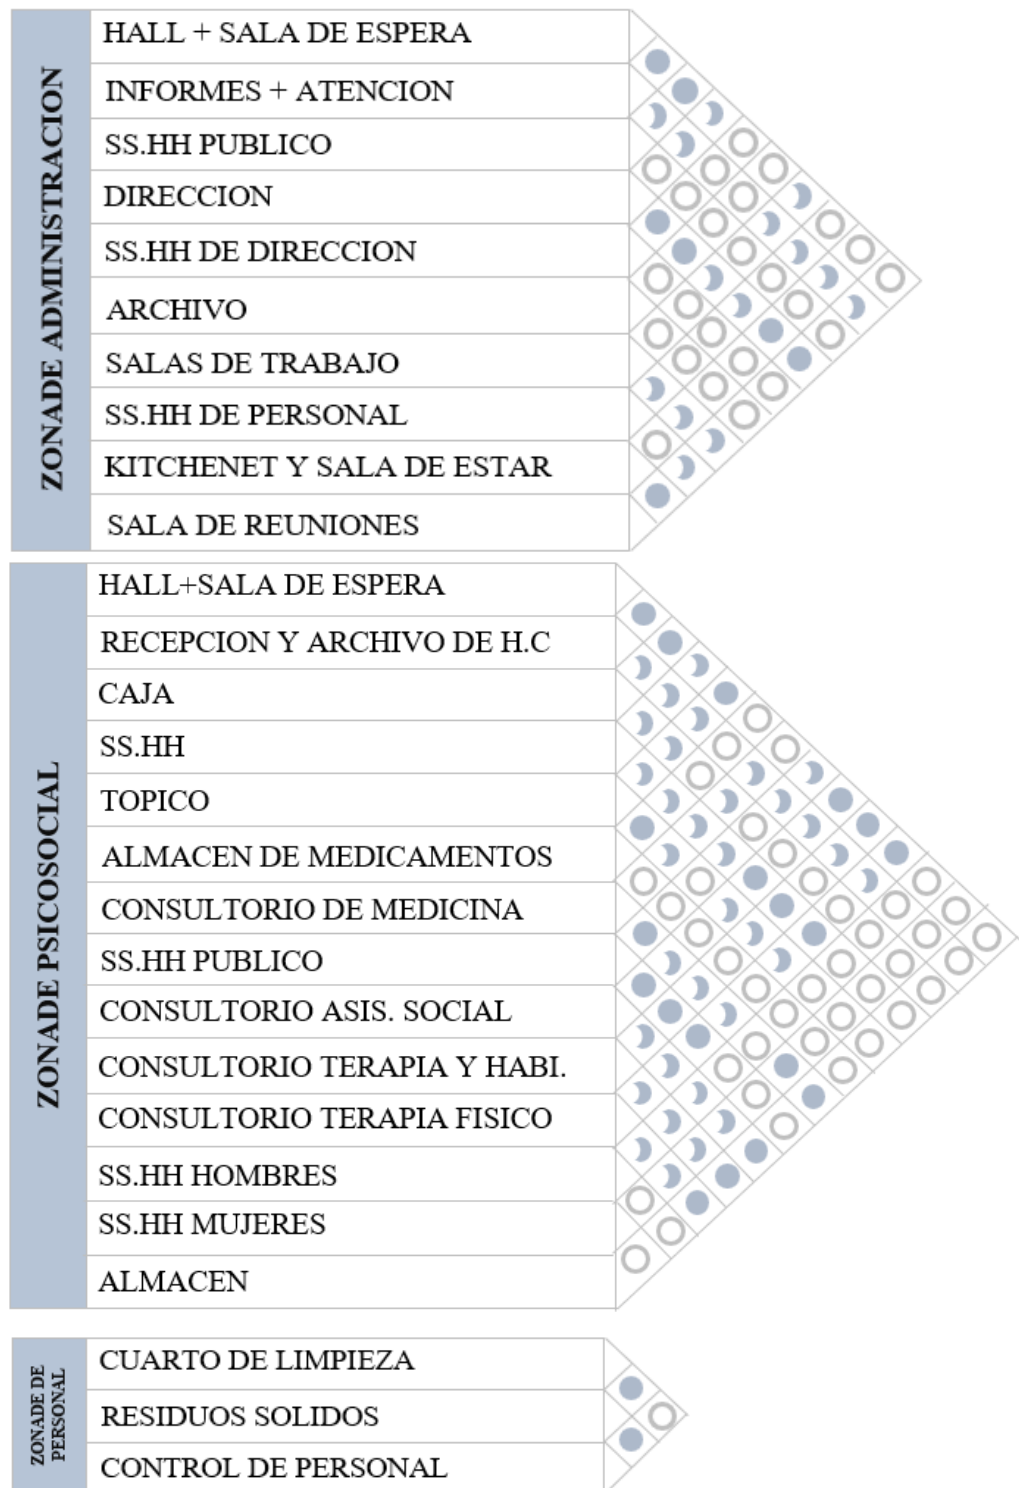 ZONADE ADMINISTRACION
HALL + SALA DE ESPERA
INFORMES + ATENCION
SS.HH PUBLICO
DIRECCION
SS.HH DE DIRECCION
ARCHIVO
SALAS DE TRABAJO
SS.HH DE PERSONAL
KITCHENET Y SALA DE ESTAR
SALA DE REUNIONES
ZONADE PSICOSOCIAL
HALL+SALA DE ESPERA
RECEPCION Y ARCHIVO DE H.C
CAJA
SS.HH
TOPICO
ALMACEN DE MEDICAMENTOS
CONSULTORIO DE MEDICINA
SS.HH PUBLICO
CONSULTORIO ASIS. SOCIAL
CONSULTORIO TERAPIA Y HABI.
CONSULTORIO TERAPIA FISICO
SS.HH HOMBRES
SS.HH MUJERES
ALMACEN
ZONADE DE
PERSONAL
CUARTO DE LIMPIEZA
RESIDUOS SOLIDOS
CONTROL DE PERSONAL